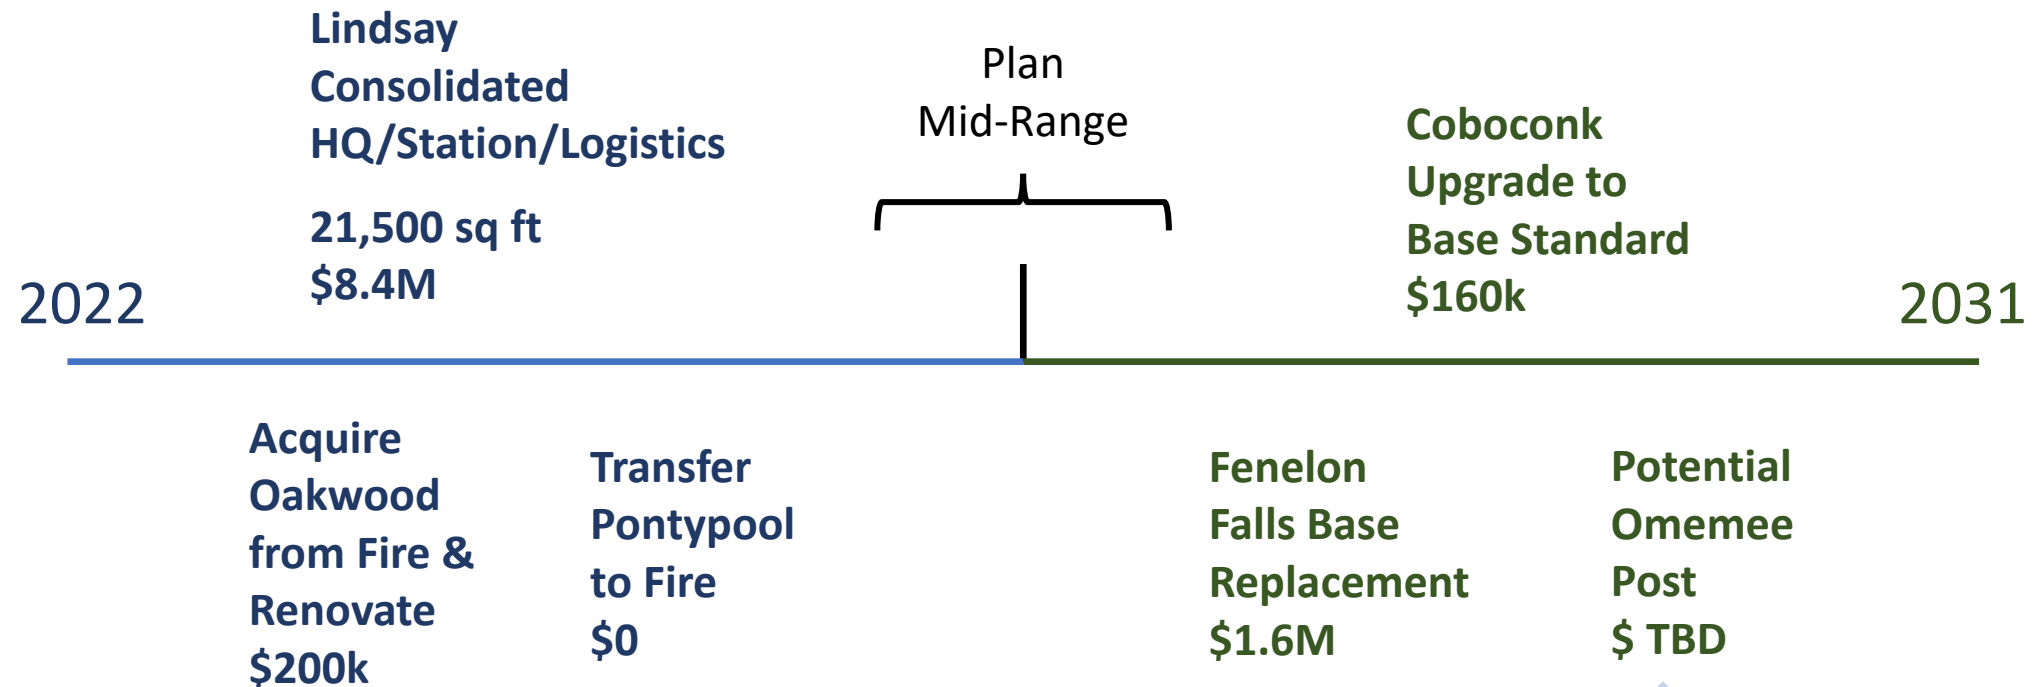 Lindsay
Consolidated
HQ/Station/Logistics
21,500 sq ft
$8.4M
Plan
Mid-Range
Coboconk
Upgrade to
Base Standard
$160k
2022
2031
Acquire
Oakwood
from Fire &
Renovate
$200k
Transfer
Pontypool
to Fire
$0
Fenelon
Falls Base
Replacement
$1.6M
Potential
Omemee
Post
$ TBD